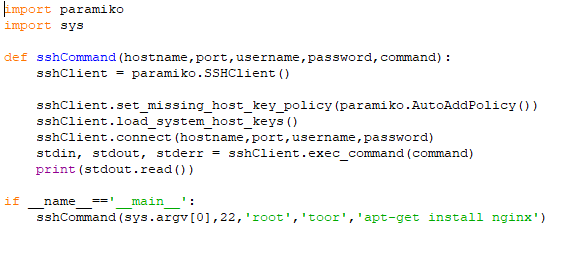 import paramiko
import sys

def sshCommand(hostname,port,username,password,command):
    sshClient = paramiko.SSHClient()

    sshClient.set_missing_host_key_policy(paramiko.AutoAddPolicy())
    sshClient.load_system_host_keys()
    sshClient.connect(hostname,port,username,password)
    stdin, stdout, stderr = sshClient.exec_command(command)
    print(stdout.read())

if __name__=='__main__':
    sshCommand(sys.argv[0],22,'root','toor','apt-get install nginx')